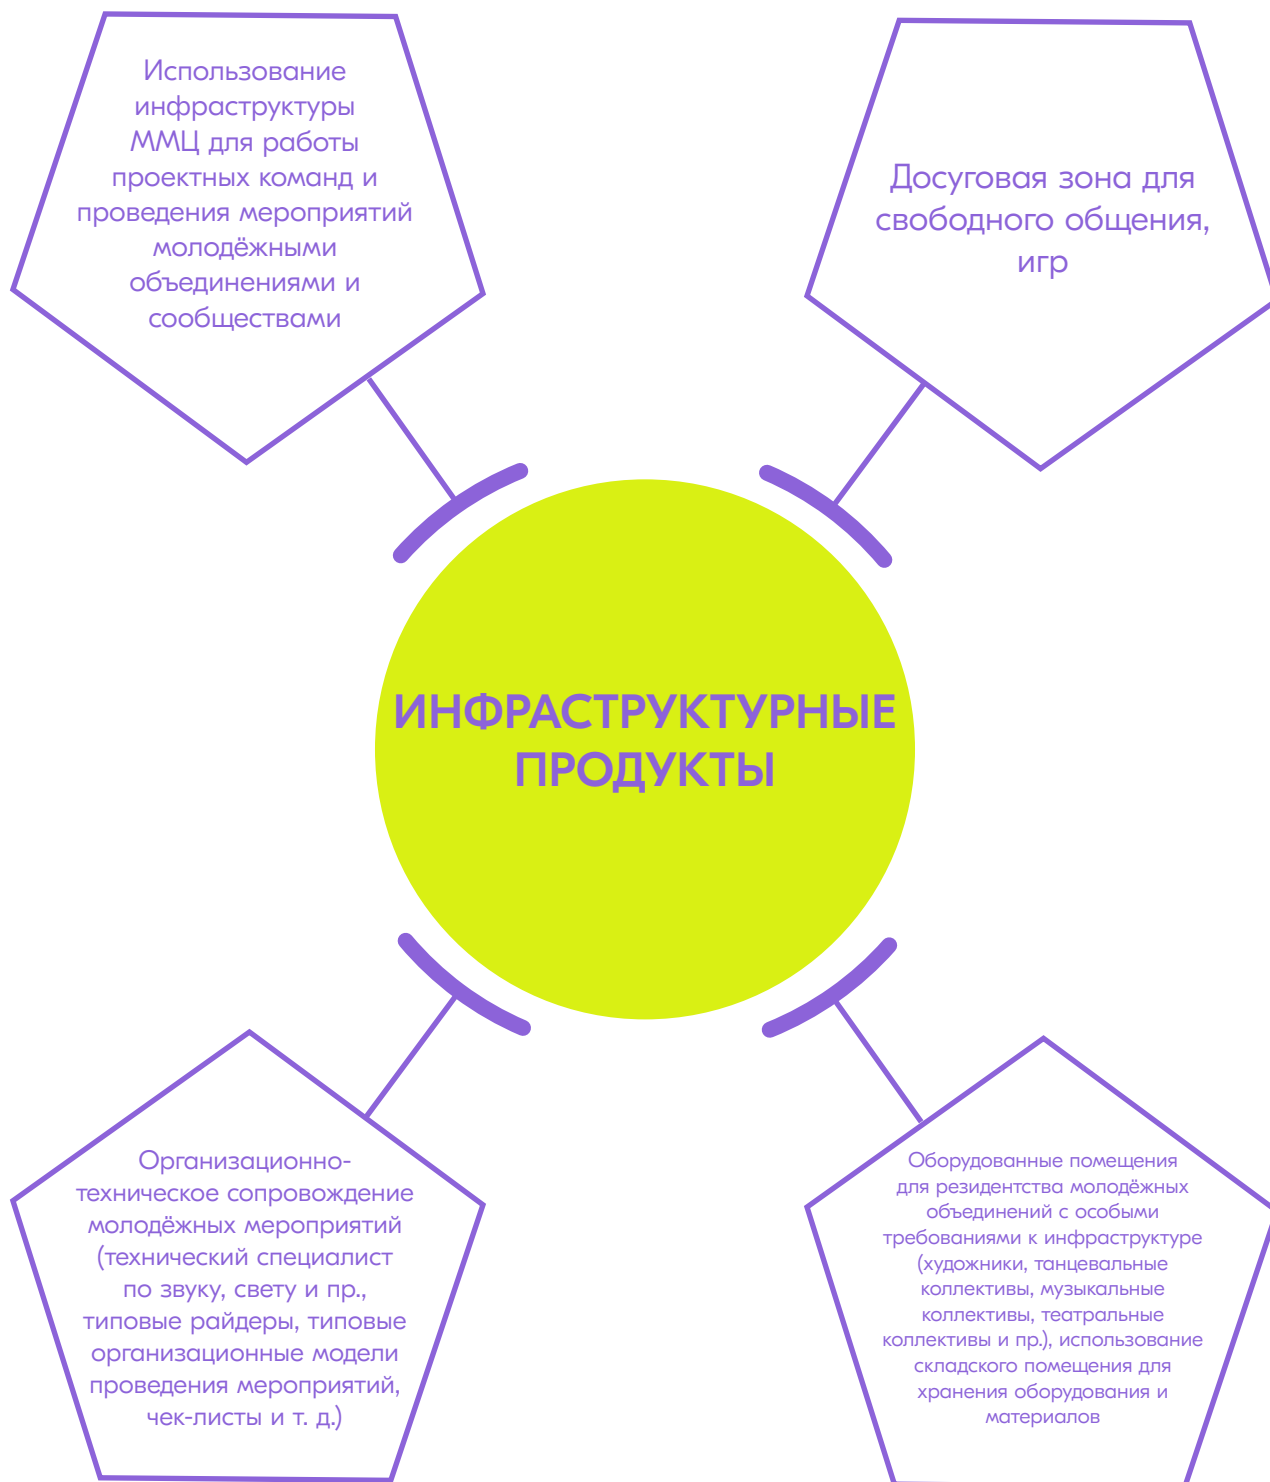 Использование
инфраструктуры
ММЦ для работы
проектных команд и
проведения мероприятий
молодёжными
объединениями и
сообществами
Досуговая зона для
свободного общения,
игр
ИНФРАСТРУКТУРНЫЕ
ПРОДУКТЫ
Организационно-
техническое сопровождение
молодёжных мероприятий
(технический специалист
по звуку, свету и пр.,
типовые райдеры, типовые
организационные модели
проведения мероприятий,
чек-листы и т. д.)
Оборудованные помещения
для резидентства молодёжных
объединений с особыми
требованиями к инфраструктуре
(художники, танцевальные
коллективы, музыкальные
коллективы, театральные
коллективы и пр.), использование
складского помещения для
хранения оборудования и
материалов